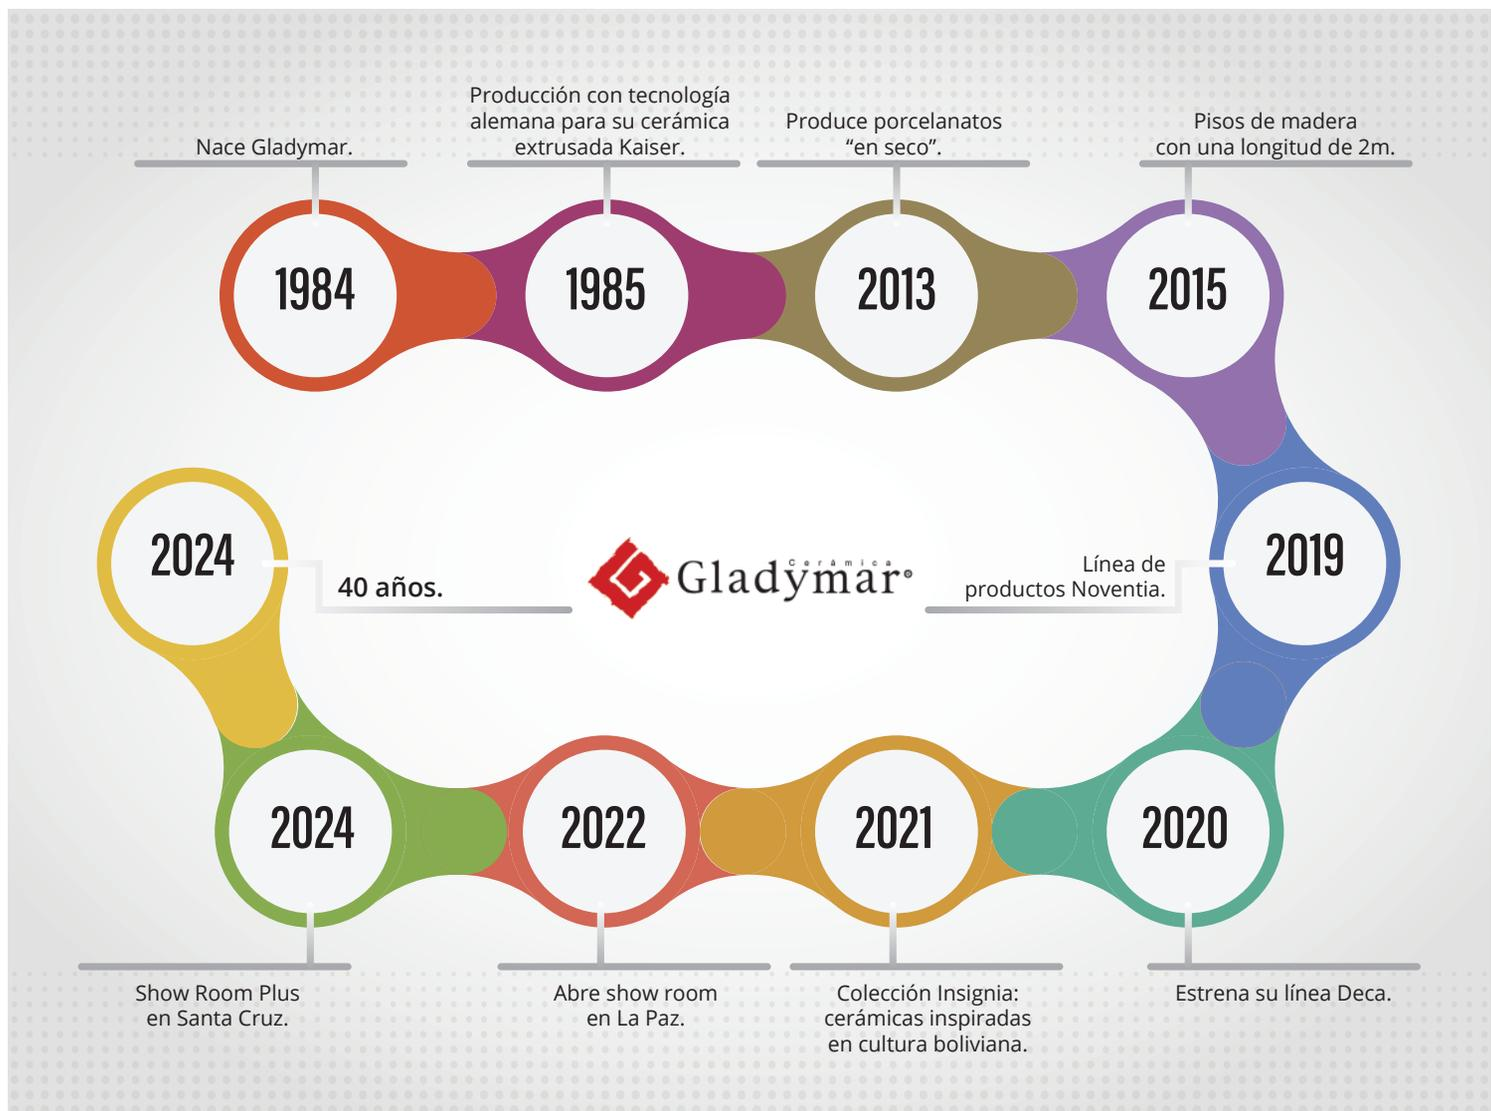 Nace Gladymar.
1984
Producción con tecnología
alemana para su cerámica
extrusada Kaiser.
1985
Produce porcelanatos
“en seco”.
2013
Pisos de madera
con una longitud de 2m.
2015
Línea de
productos Noventia.
2019
Estrena su línea Deca.
2020
Colección Insignia:
cerámicas inspiradas
en cultura boliviana.
2021
Abre show room
en La Paz.
2022
Show Room Plus
en Santa Cruz.
2024
40 años.
2024
Cerámica
Gladymar®